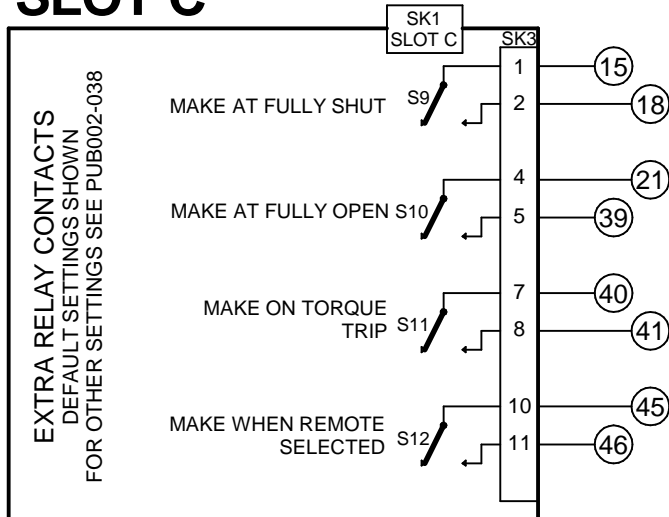 SLOT C
SK1
SLOT C
SK3
EXTRA RELAY CONTACTS
DEFAULT SETTINGS SHOWN
FOR OTHER SETTINGS SEE PUB002-038
MAKE AT FULLY SHUT
S9
1
15
2
18
MAKE AT FULLY OPEN
S10
4
21
5
39
MAKE ON TORQUE
TRIP
S11
7
40
8
41
MAKE WHEN REMOTE
SELECTED
S12
10
45
11
46